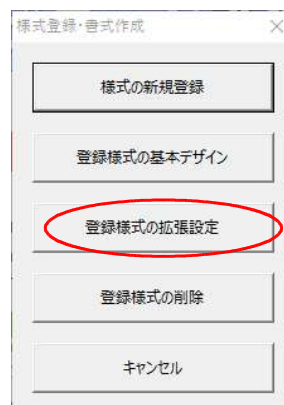 様式登録・書式作成
様式の新規登録
登録様式の基本デザイン
登録様式の拡張設定
登録様式の削除
キャンセル